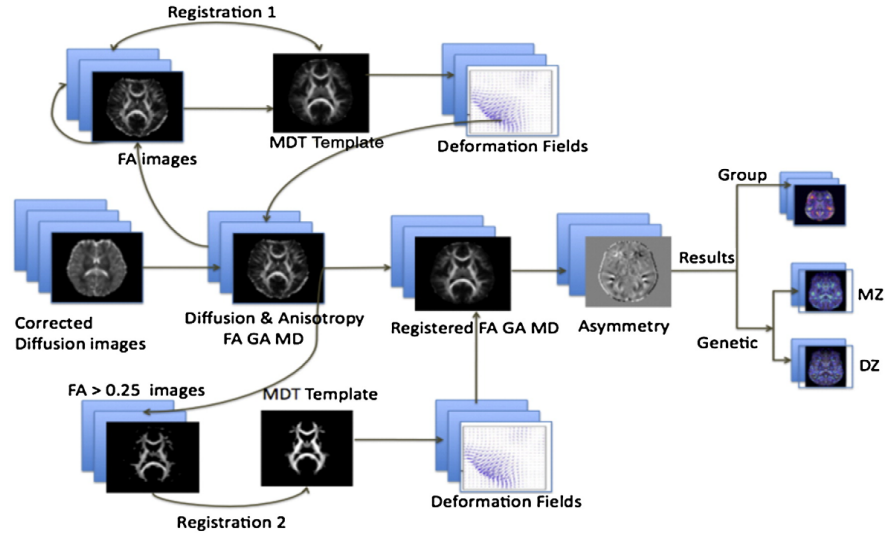 Registration 1
FA images
MDT Template
Deformation Fields
Corrected
Diffusion images
Diffusion & Anisotropy
FA GA MD
Registered FA GA MD
Asymmetry
Results
Group
Genetic
MZ
DZ
FA > 0.25 images
MDT Template
Deformation Fields
Registration 2